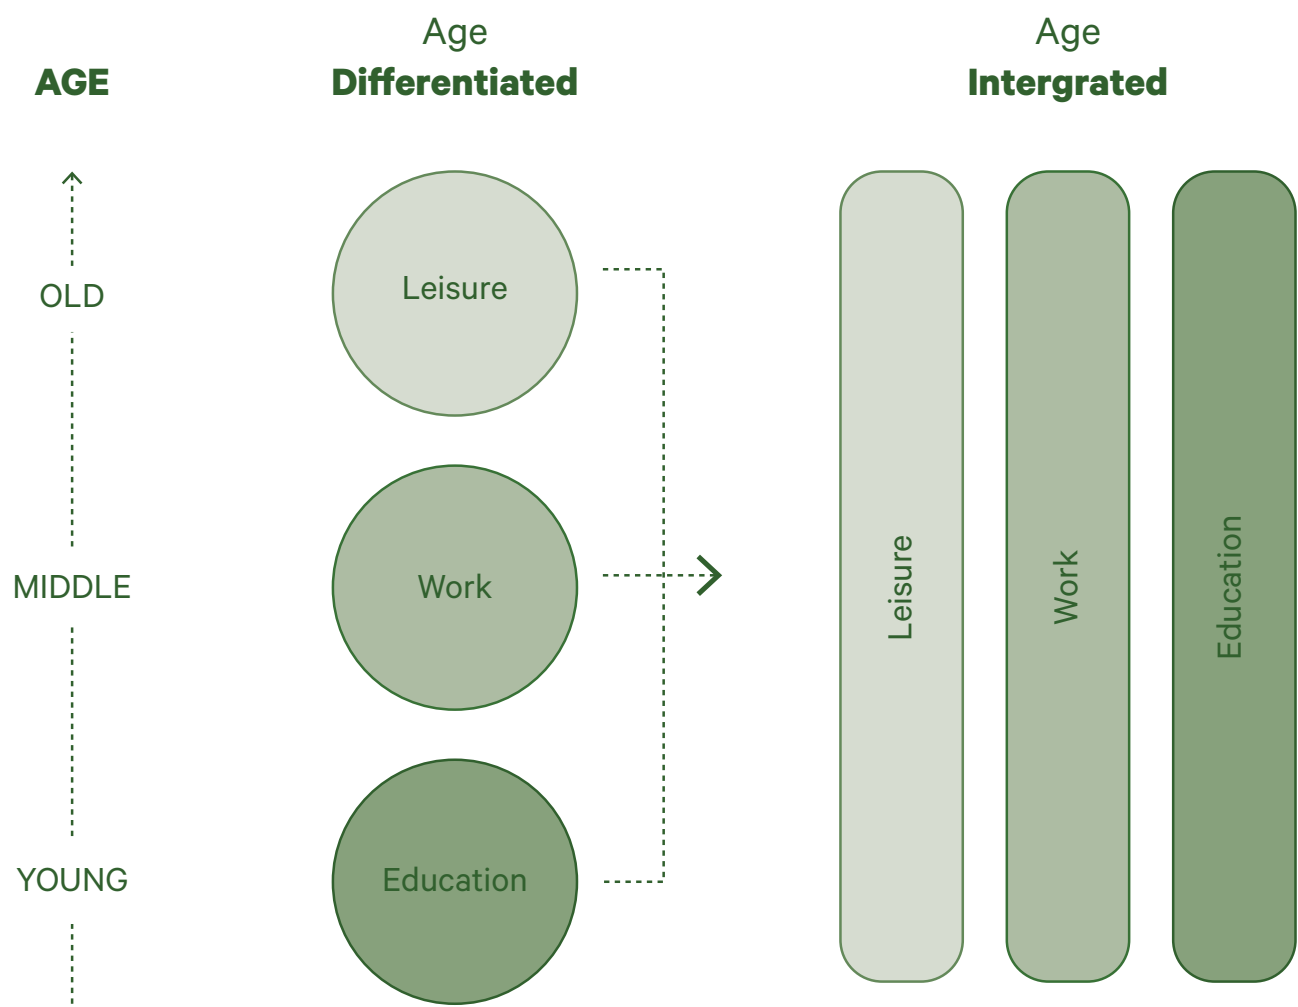 AGE
Age
Differentiated
Age
Intergrated
OLD
MIDDLE
YOUNG
Leisure
Work
Education
Leisure
Work
Education